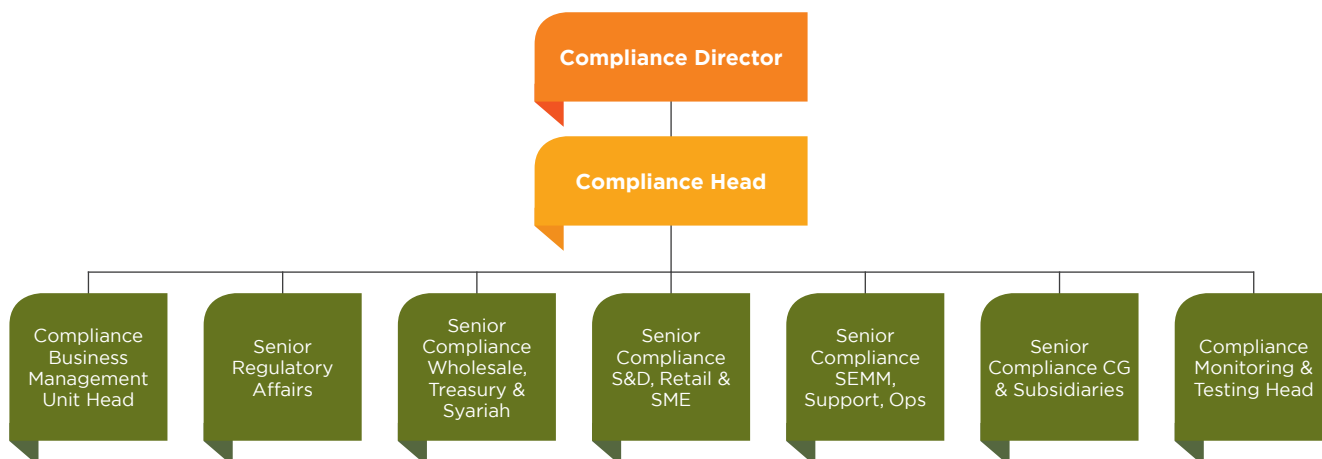 Compliance Director
Compliance Head
Compliance
Business
Management
Unit Head
Senior
Regulatory
Affairs
Senior
Compliance
Wholesale,
Treasury &
Syariah
Senior
Compliance
S&D, Retail &
SME
Senior
Compliance
SEMM,
Support, Ops
Senior
Compliance CG
& Subsidiaries
Compliance
Monitoring &
Testing Head